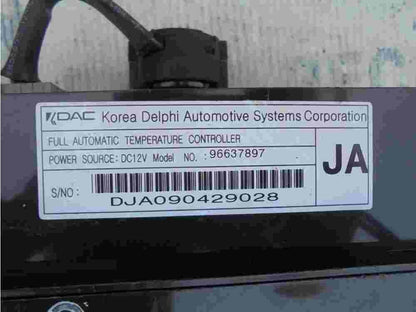 KDAC Korea Delphi Automotive Systems Corporation
FULL AUTOMATIC TEMPERATURE CONTROLLER
POWER SOURCE: DC12V Model NO. : 96637897
JA
S/NO :
DJA090429028